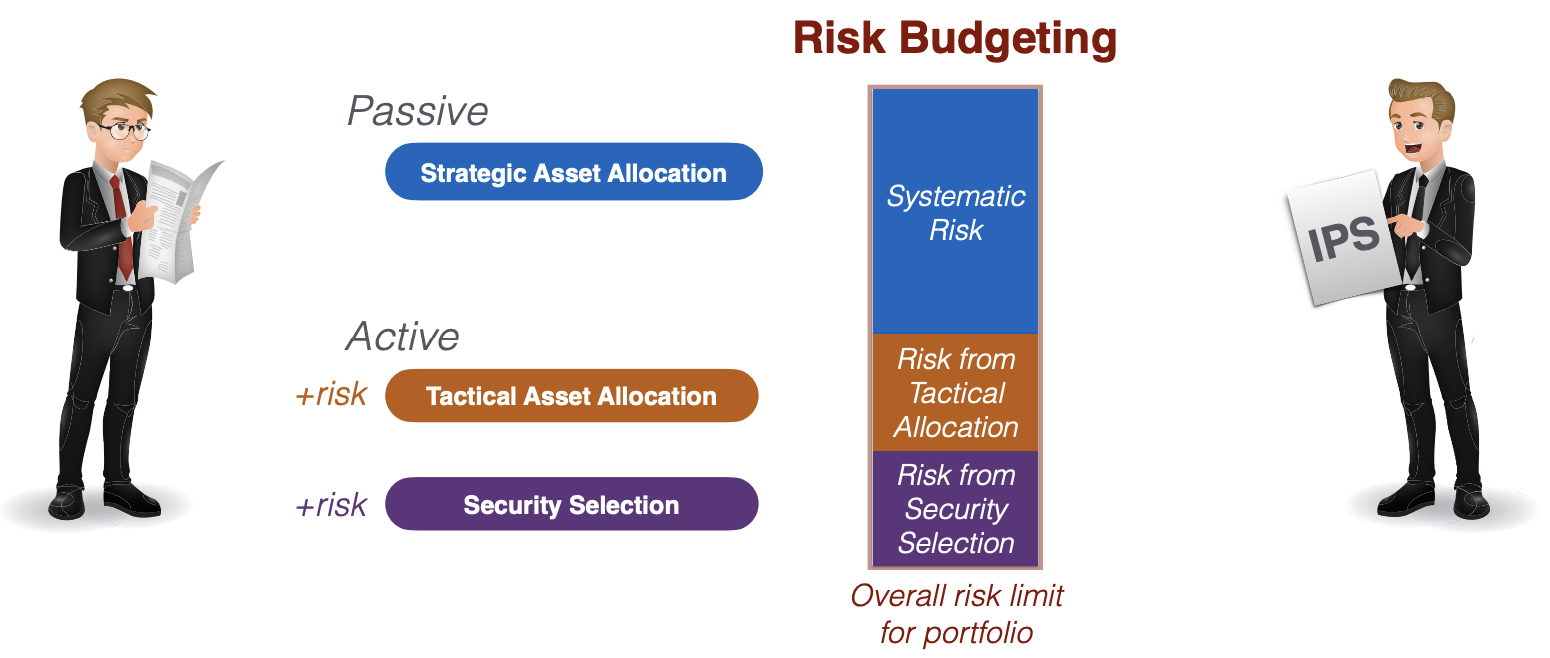 Risk Budgeting
Passive
Strategic Asset Allocation
Active
+risk
Tactical Asset Allocation
+risk
Security Selection
Systematic
Risk
Risk from
Tactical
Allocation
Risk from
Security
Selection
Overall risk limit
for portfolio
IPS